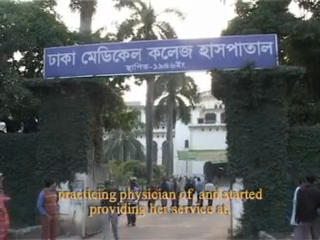 ঢাকা মেডিকেল কলেজ হাসপাতাল
স্থাপিত-১৯৪৬ইং
practicing physician of, and started
providing her service at,